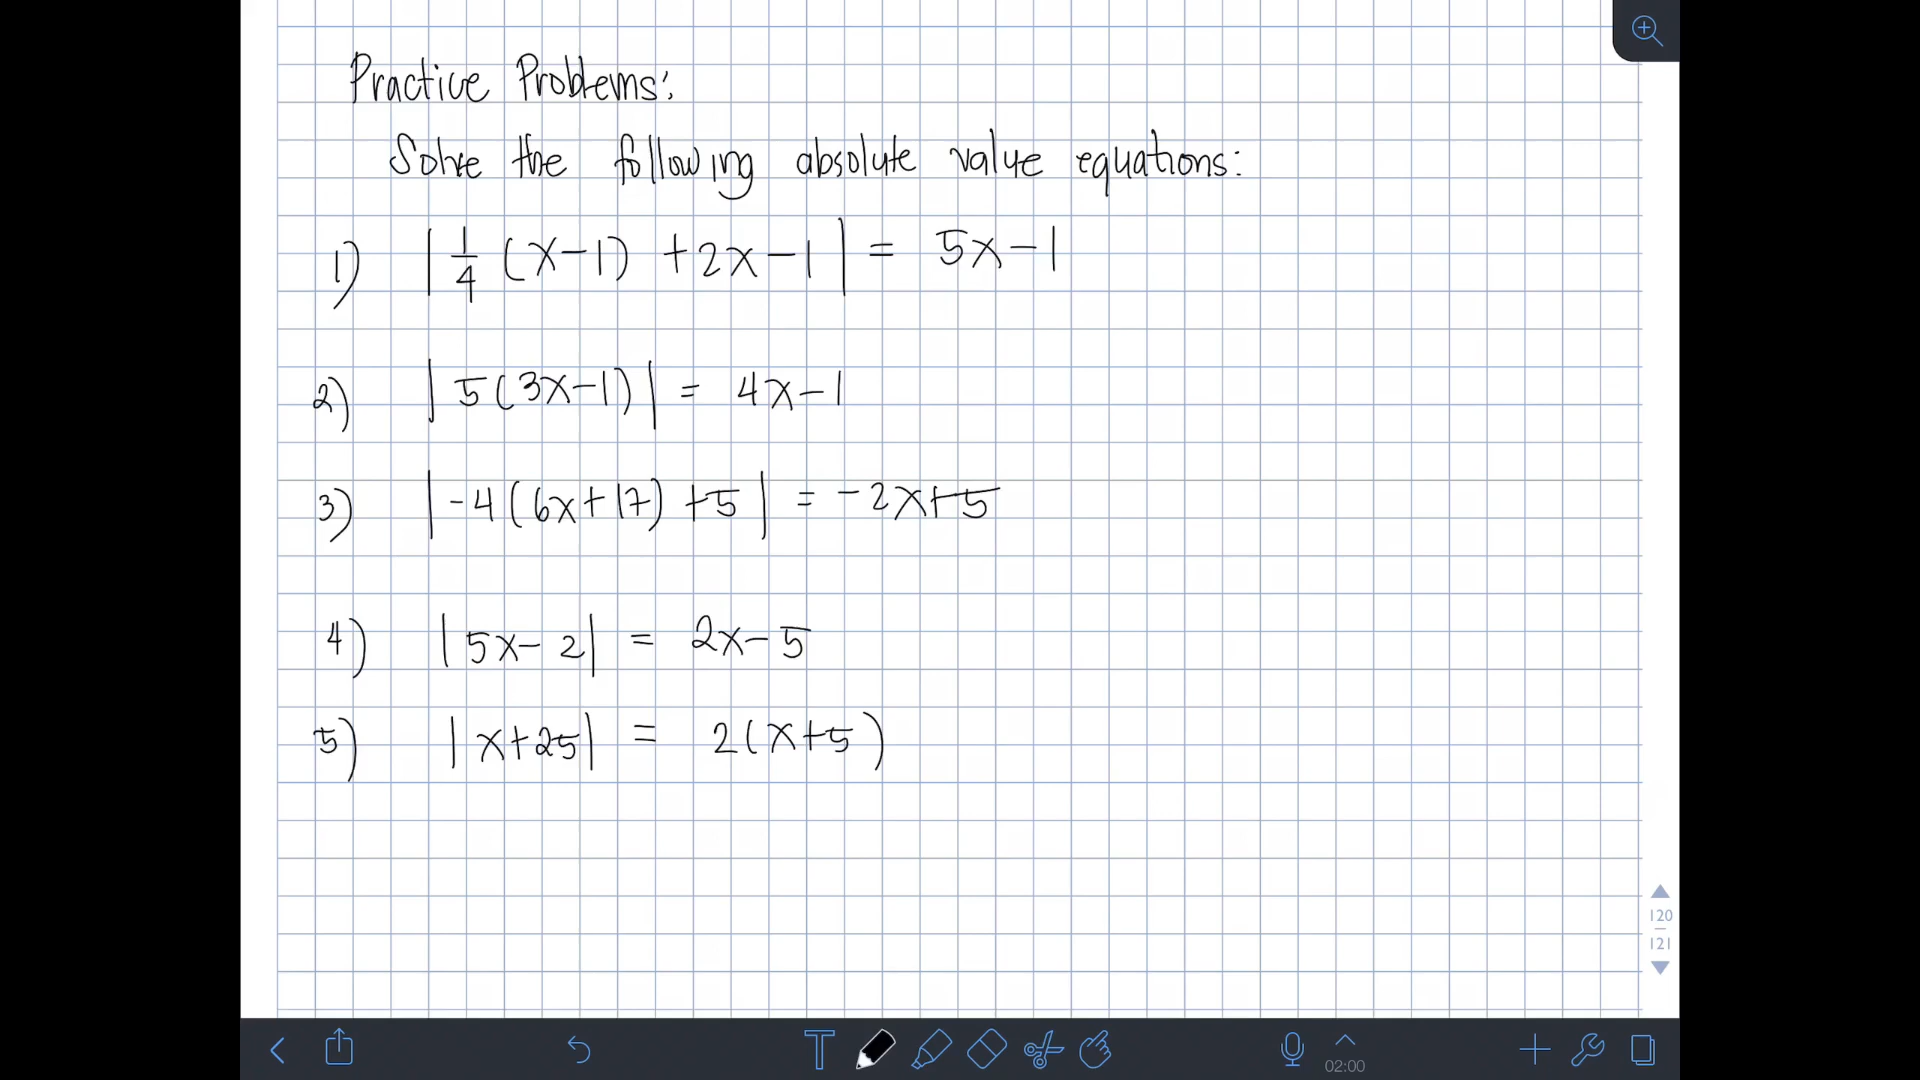 Practice Problems:
Solve the following absolute value equations:
1) |1/4 (x-1) + 2x - 1| = 5x - 1
2) |5(3x-1)| = 4x - 1
3) |-4(6x+17) + 5| = -2x+5
4) |5x - 2| = 2x - 5
5) |x+25| = 2(x+5)
120
121
T
02:00